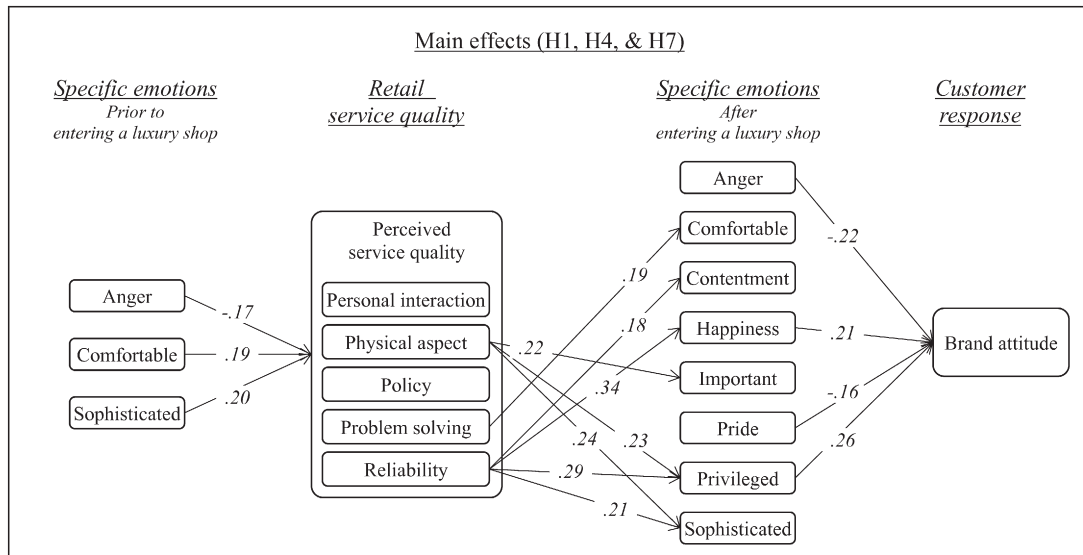 Main effects (H1, H4, & H7)
Specific emotions
Prior to
entering a luxury shop
Retail
service quality
Specific emotions
After
entering a luxury shop
Customer
response
Anger
Comfortable
Sophisticated
-.17
.19
.20
Perceived
service quality
Personal interaction
Physical aspect
Policy
Problem solving
Reliability
.19
.18
.22
.34
.24
.23
.29
.21
Anger
Comfortable
Contentment
Happiness
Important
Pride
Privileged
Sophisticated
-.22
.21
-.16
.26
Brand attitude